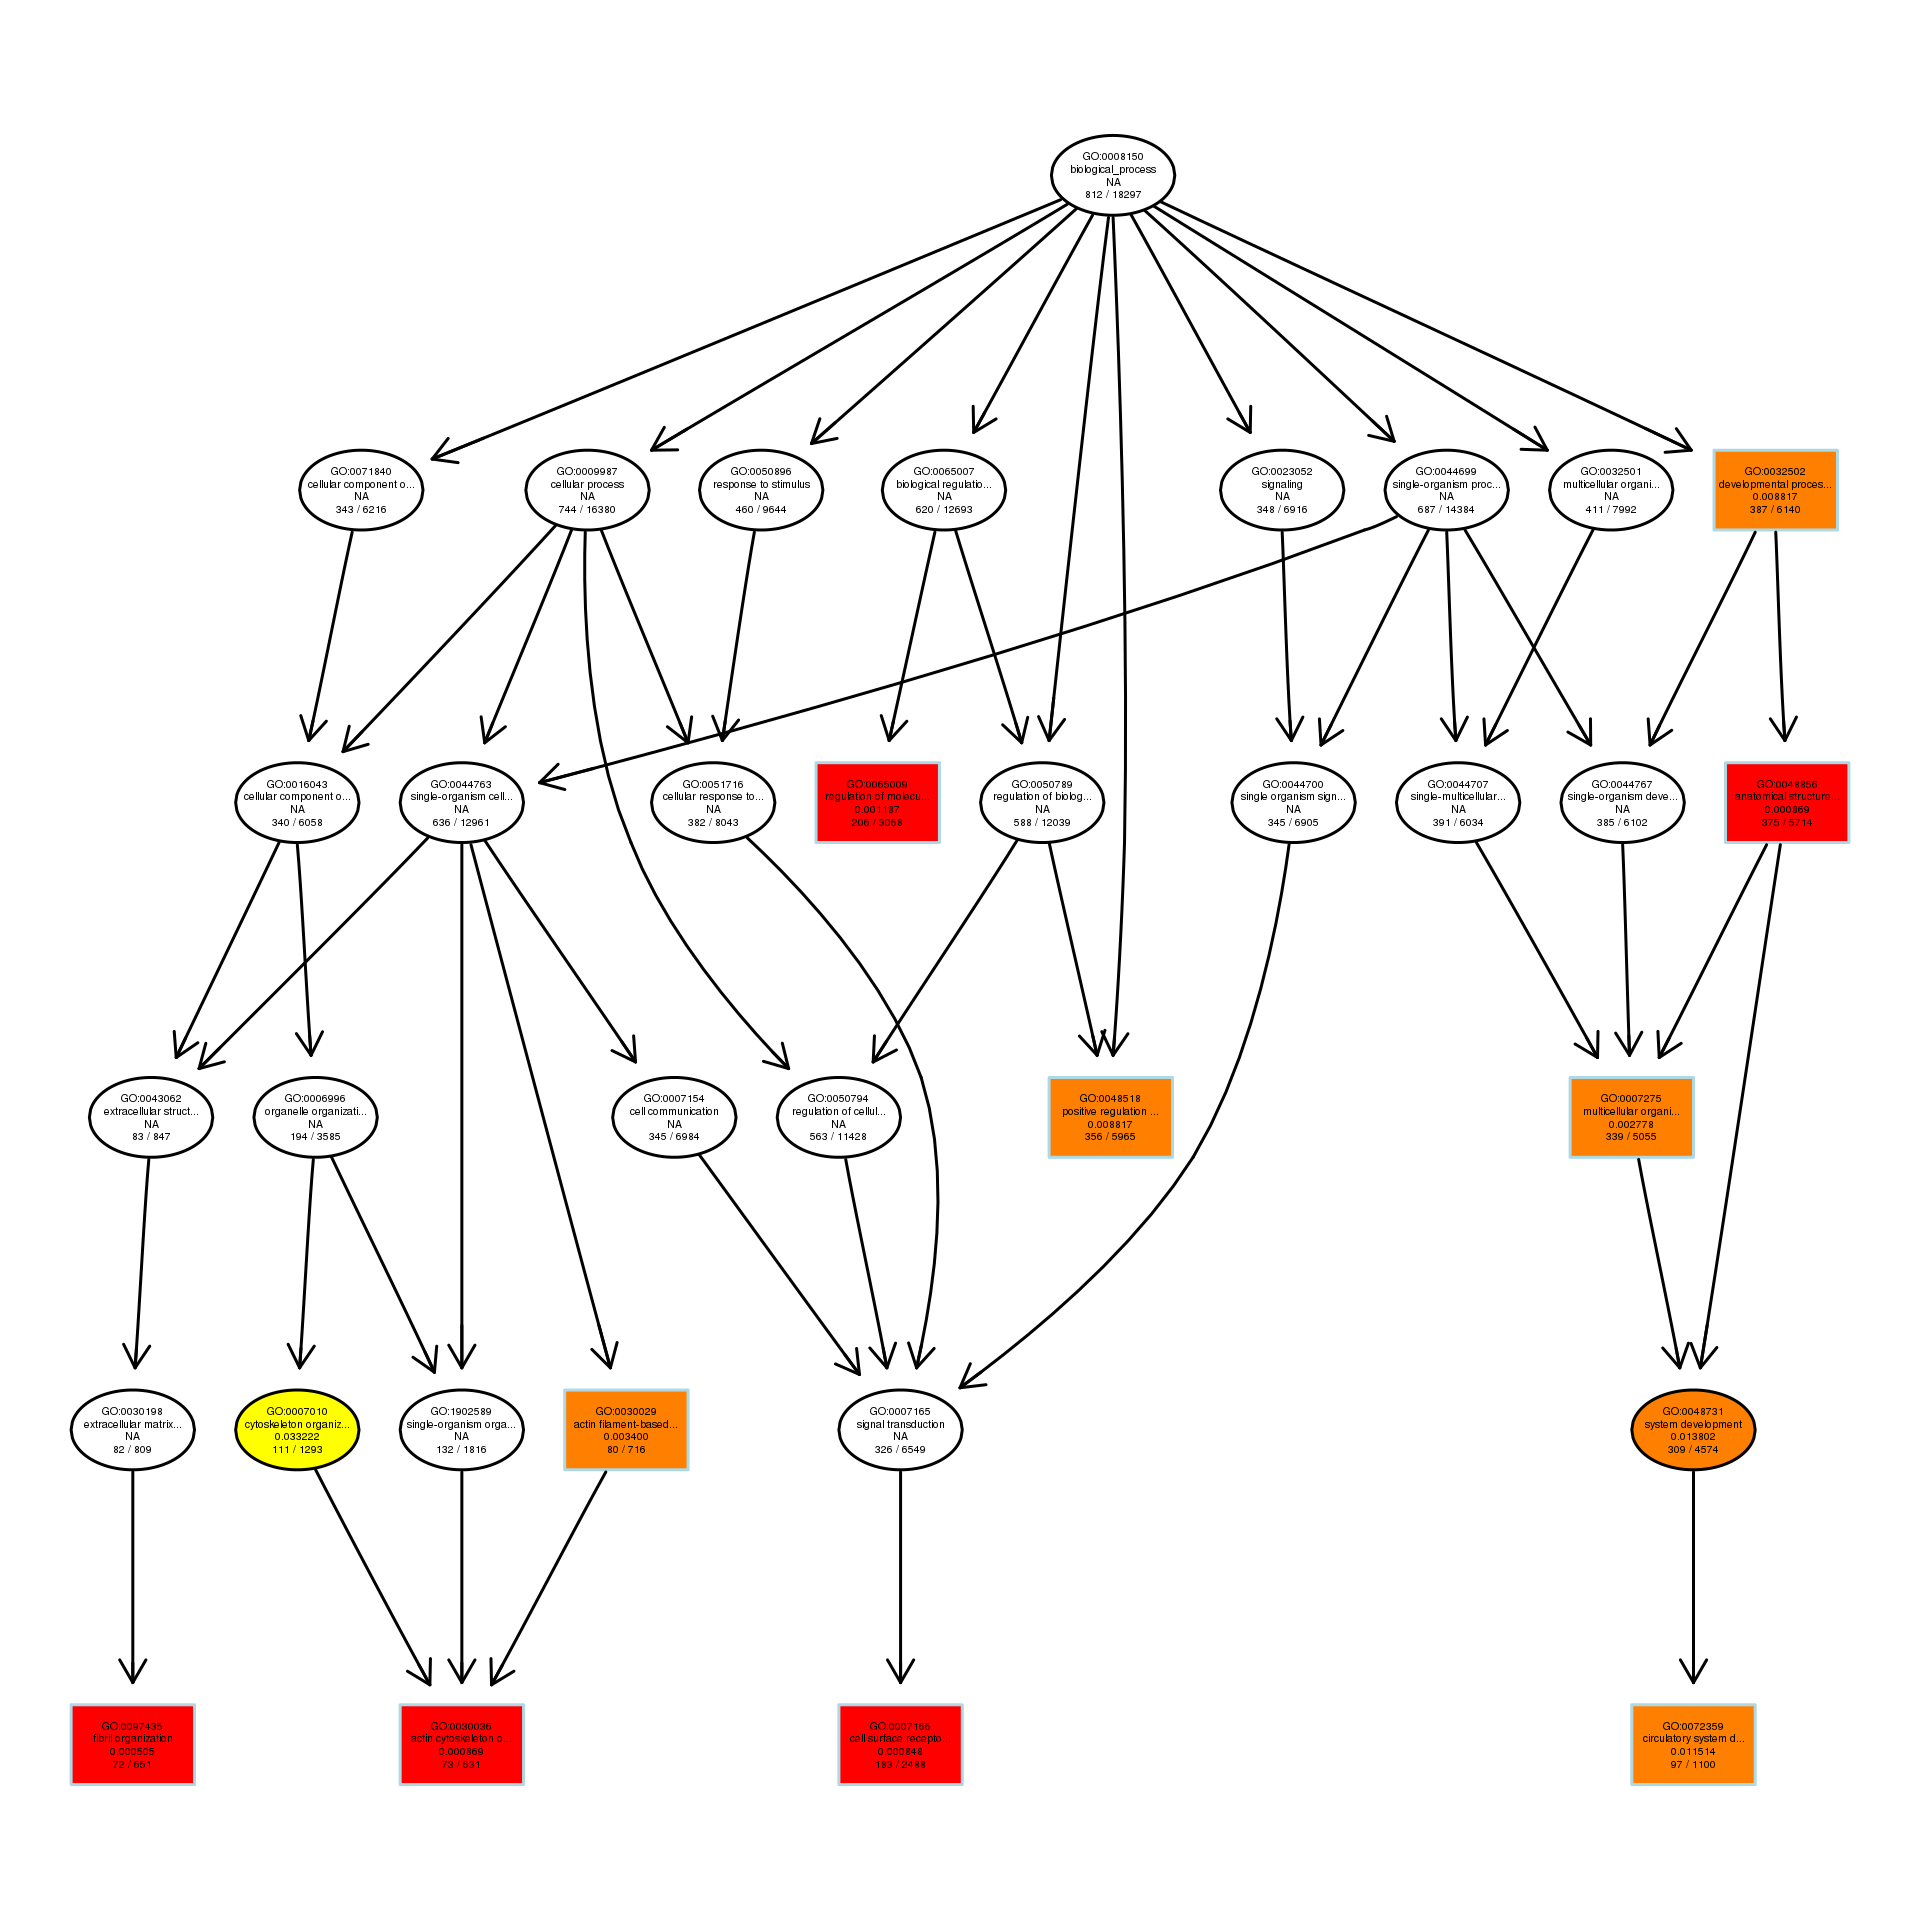 GO:0008150
biological_process
NA
812 / 18297
GO:0071840
cellular component o...
NA
343 / 6216
GO:0009987
cellular process
NA
744 / 16380
GO:0050896
response to stimulus
NA
460 / 9644
GO:0065007
biological regulatio...
NA
620 / 12693
GO:0023052
signaling
NA
348 / 6916
GO:0044699
single-organism proc...
NA
687 / 14384
GO:0032501
multicellular organi...
NA
411 / 7992
GO:0032502
developmental proces...
0.008817
387 / 6140
GO:0016043
cellular component o...
NA
340 / 6058
GO:0044763
single-organism cell...
NA
636 / 12961
GO:0051716
cellular response to...
NA
382 / 8043
GO:0065009
regulation of molecu...
0.001187
206 / 3068
GO:0050789
regulation of biolog...
NA
588 / 12039
GO:0044700
single organism sign...
NA
345 / 6905
GO:0044707
single-multicellular...
NA
391 / 6034
GO:0044767
single-organism deve...
NA
385 / 6102
GO:0048856
anatomical structure...
0.000369
375 / 5714
GO:0043062
extracellular struct...
NA
83 / 847
GO:0006996
organelle organizati...
NA
194 / 3585
GO:0007154
cell communication
NA
345 / 6984
GO:0050794
regulation of cellul...
NA
563 / 11428
GO:0048518
positive regulation ...
0.008817
356 / 5965
GO:0007275
multicellular organi...
0.002778
339 / 5055
GO:0030198
extracellular matrix...
NA
82 / 809
GO:0007010
cytoskeleton organiz...
0.033222
111 / 1293
GO:1902589
single-organism orga...
NA
132 / 1816
GO:0030029
actin filament-based...
0.003400
80 / 716
GO:0007165
signal transduction
NA
326 / 6549
GO:0048731
system development
0.013802
309 / 4574
GO:0097435
fibril organization
0.000505
72 / 651
GO:0030036
actin cytoskeleton o...
0.000869
73 / 631
GO:0007166
cell surface recepto...
0.000848
183 / 2488
GO:0072359
circulatory system d...
0.011514
97 / 1100